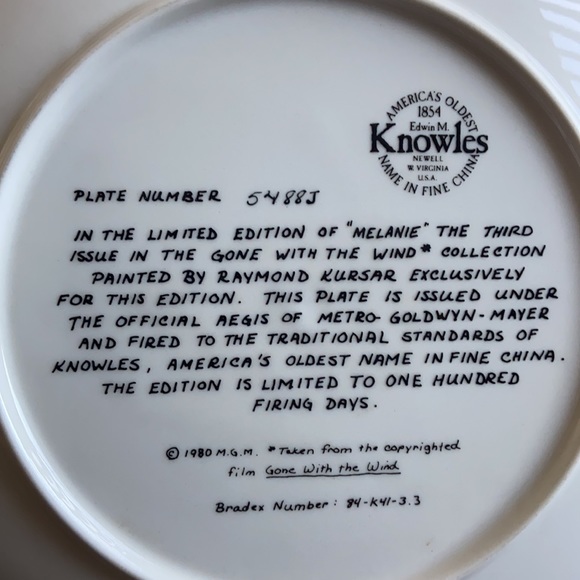 AMERICA'S OLDEST
1854
Edwin M.
Knowles
NEWELL
W. VIRGINIA
U.S.A.
NAME IN FINE CHINA
PLATE NUMBER 5488J
IN THE LIMITED EDITION OF "MELANIE" THE THIRD
ISSUE IN THE GONE WITH THE WIND* COLLECTION
PAINTED BY RAYMOND KURSAR EXCLUSIVELY
FOR THIS EDITION. THIS PLATE IS ISSUED UNDER
THE OFFICIAL AEGIS OF METRO-GOLDWYN-MAYER
AND FIRED TO THE TRADITIONAL STANDARDS OF
KNOWLES, AMERICA'S OLDEST NAME IN FINE CHINA.
THE EDITION IS LIMITED TO ONE HUNDRED
FIRING DAYS.
© 1980 M.G.M. *Taken from the copyrighted
film Gone With the Wind
Bradex Number: 84-K41-3.3